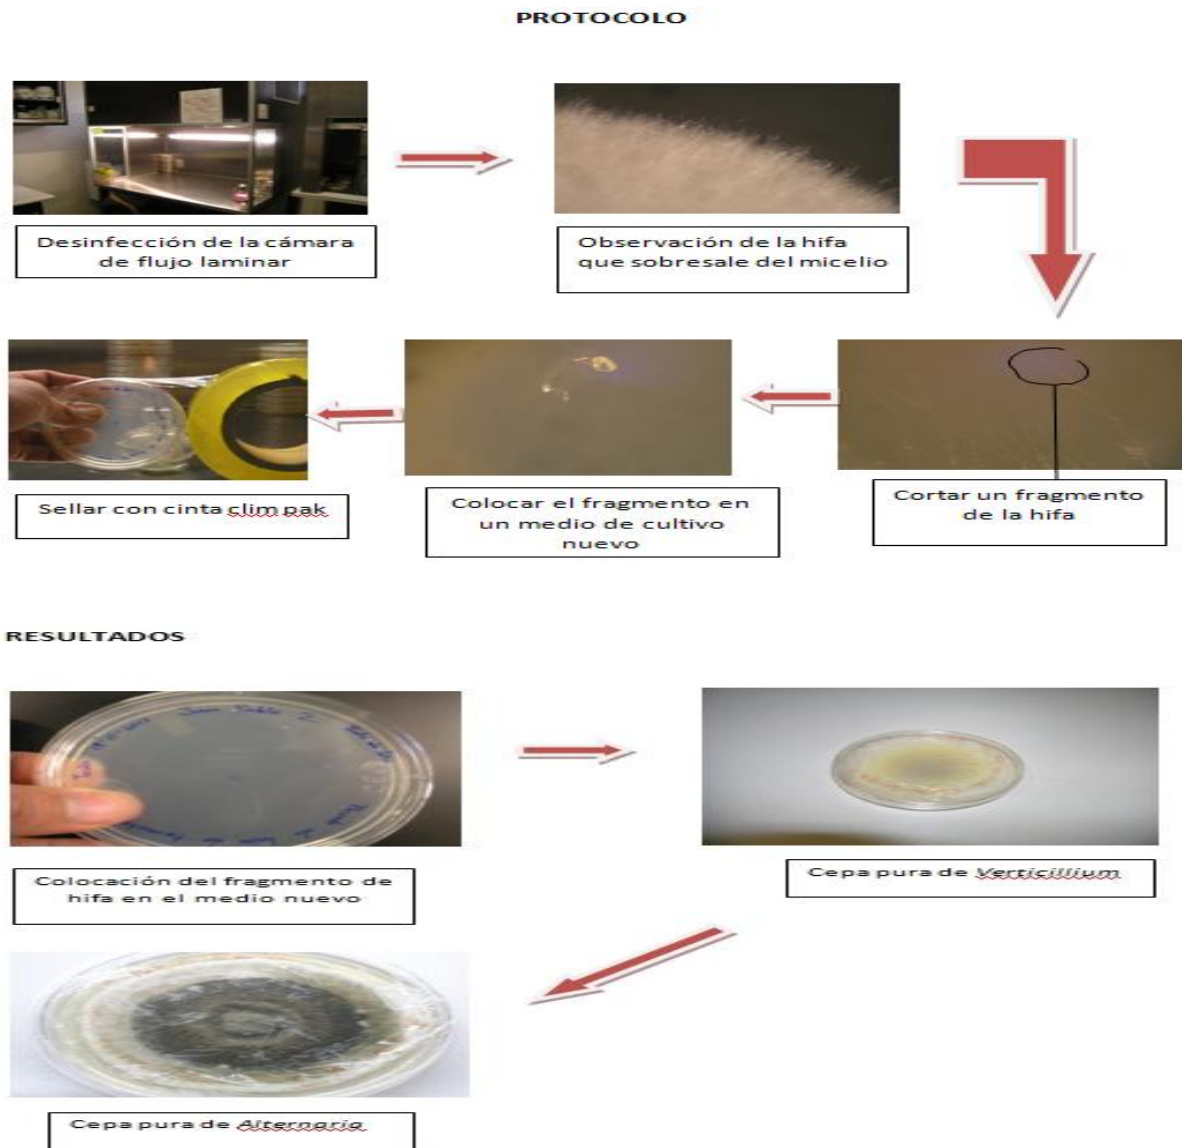 PROTOCOLO
Desinfección de la cámara
de flujo laminar
Observación de la hifa
que sobresale del micelio
Cortar un fragmento
de la hifa
Colocar el fragmento en
un medio de cultivo
nuevo
Sellar con cinta clim pak
RESULTADOS
Colocación del fragmento de
hifa en el medio nuevo
Cepa pura de Verticillium
Cepa pura de Alternaria